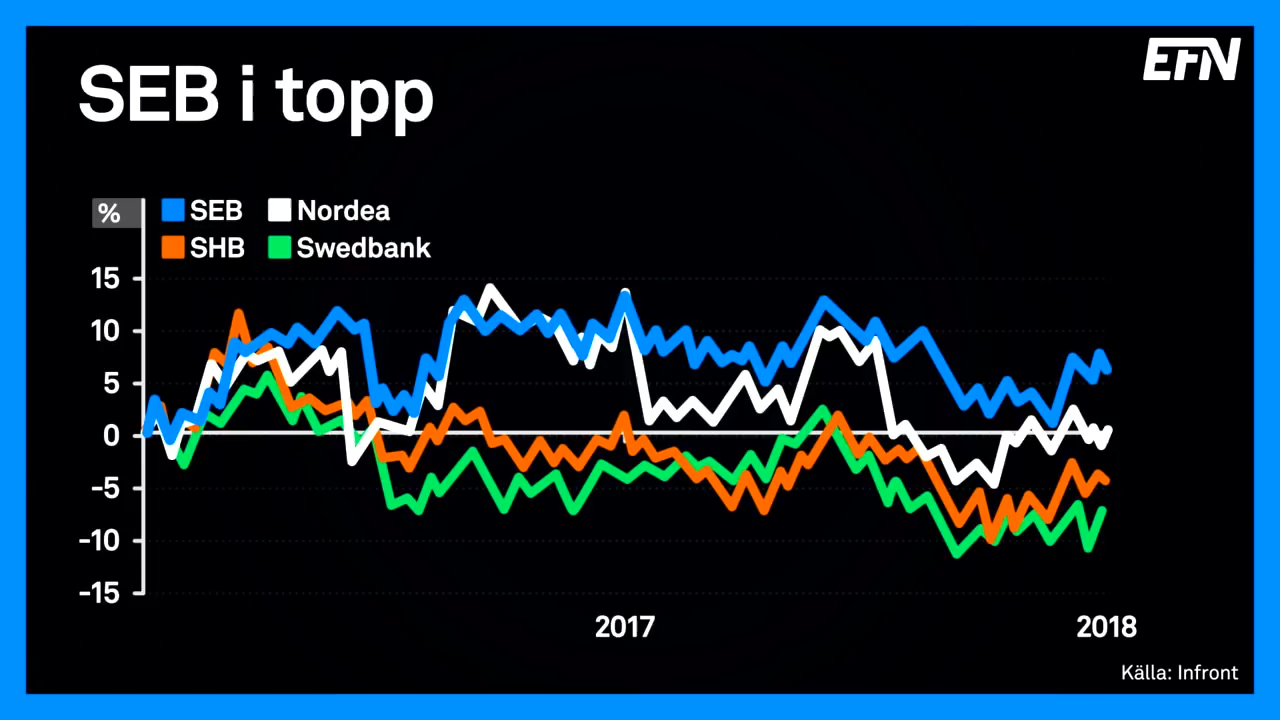 EFN
SEB i topp
%
SEB
Nordea
SHB
Swedbank
15
10
5
0
-5
-10
-15
2017
2018
Källa: Infront